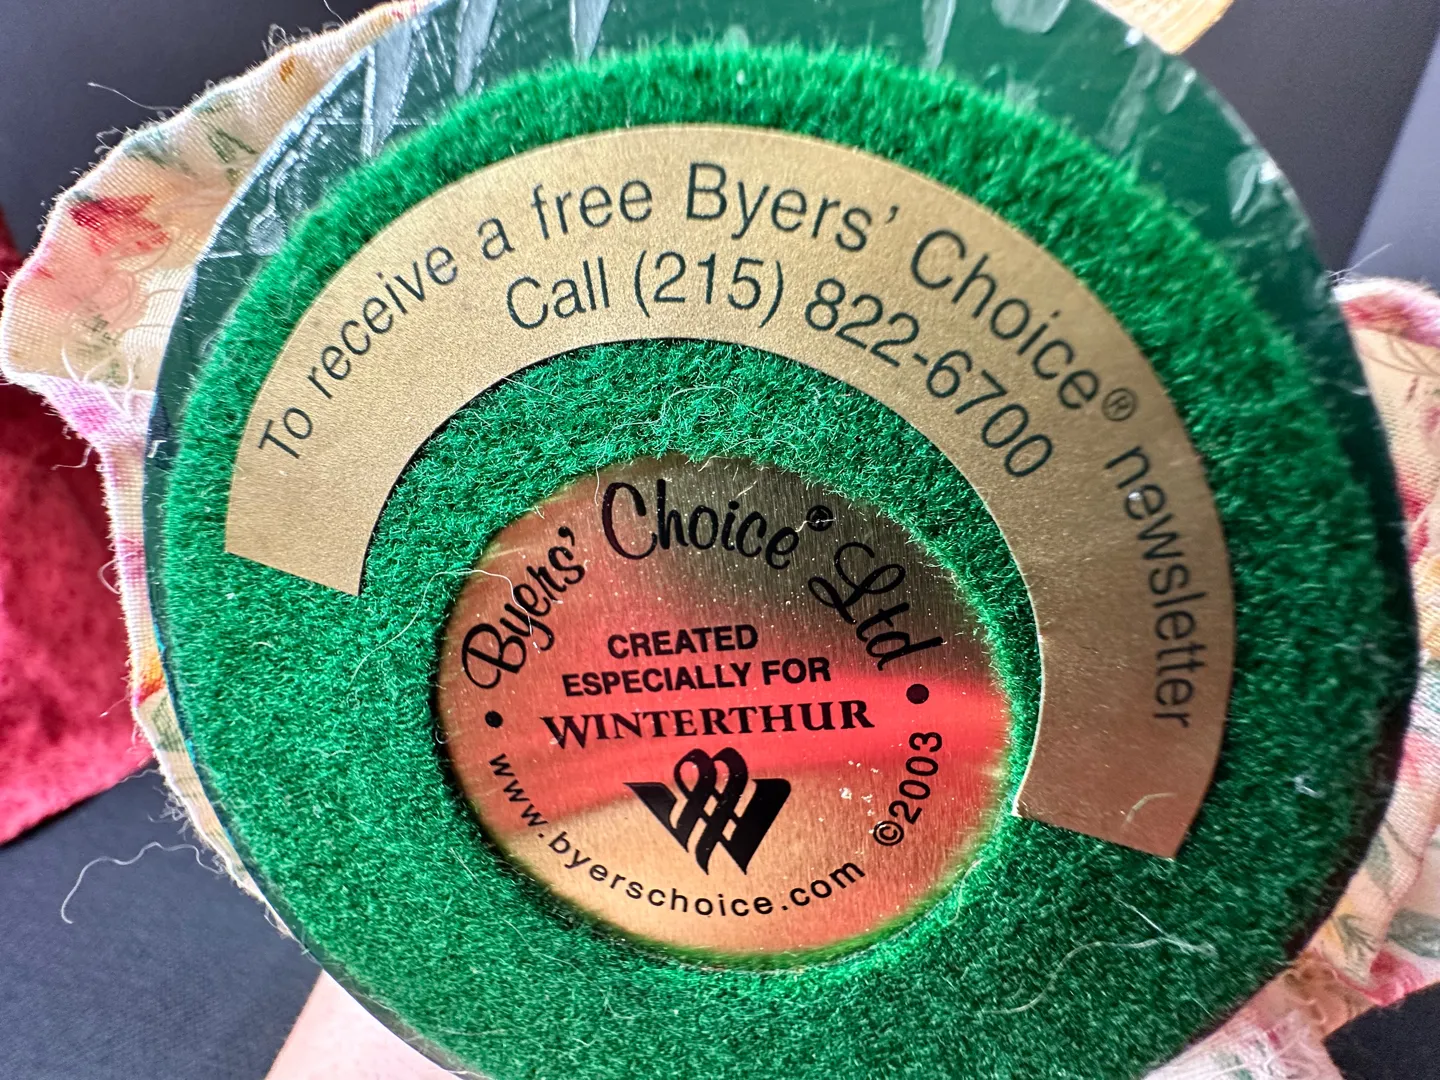 To receive a free Byers' Choice® newsletter
Call (215) 822-6700
Byers' Choice® Ltd
CREATED
ESPECIALLY FOR
WINTERTHUR
• www.byerschoice.com ©2003 •